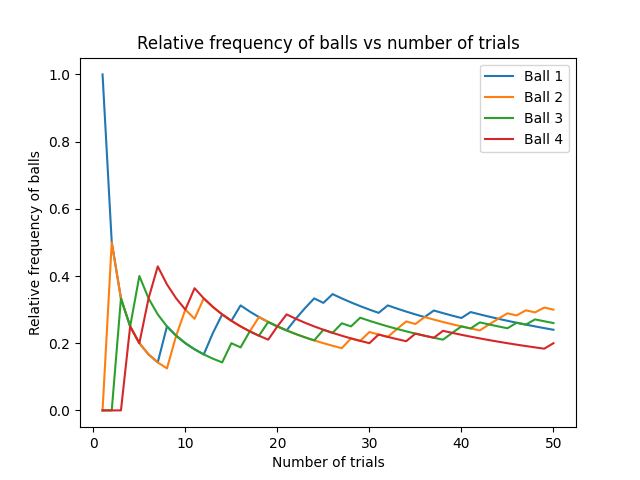 Relative frequency of balls vs number of trials
Ball 1
Ball 2
Ball 3
Ball 4
Relative frequency of balls
1.0
0.8
0.6
0.4
0.2
0.0
0 10 20 30 40 50
Number of trials